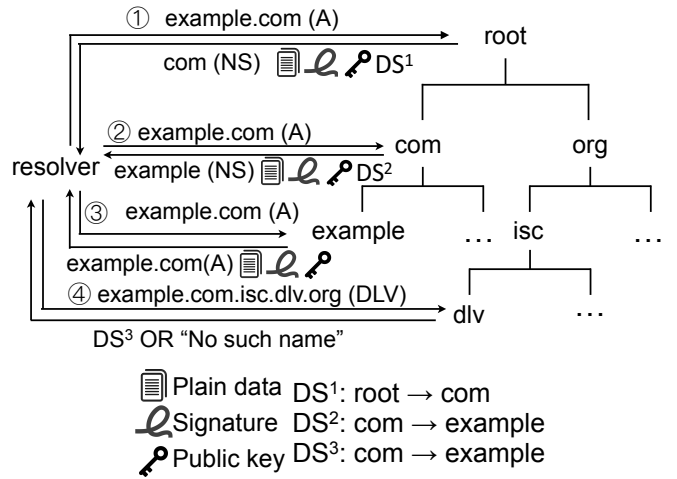 ① example.com (A)
root
com (NS) DS¹
② example.com (A)
com
org
resolver
example (NS) DS²
③ example.com (A)
example
... isc ...
example.com(A)
④ example.com.isc.dlv.org (DLV)
dlv ...
DS³ OR “No such name”
Plain data DS¹: root → com
Signature DS²: com → example
Public key DS³: com → example